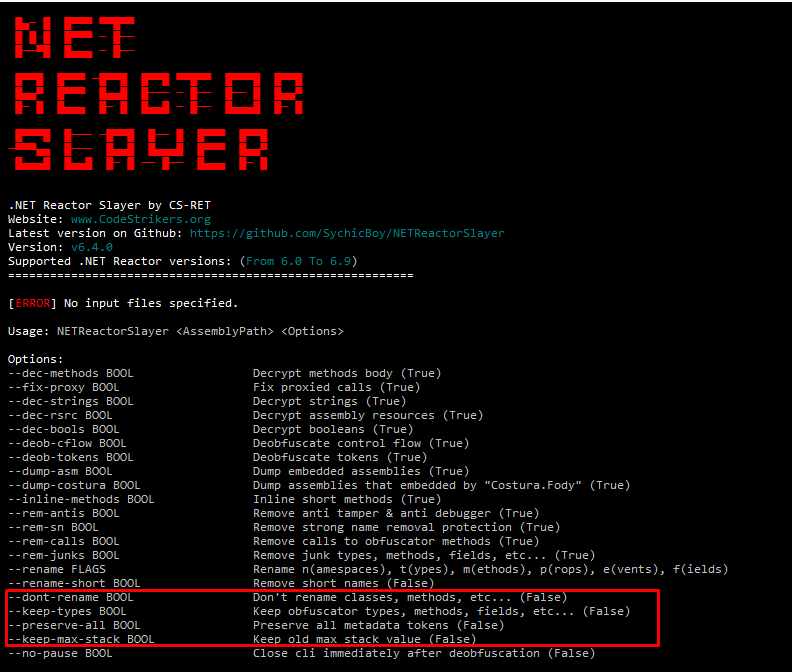 NET
REACTOR
SLAYER
.NET Reactor Slayer by CS-RET
Website: www.CodeStrikers.org
Latest version on Github: https://github.com/SychicBoy/NETReactorSlayer
Version: v6.4.0
Supported .NET Reactor versions: (From 6.0 To 6.9)
==========================================================
[ERROR] No input files specified.
Usage: NETReactorSlayer <AssemblyPath> <Options>
Options:
--dec-methods BOOL Decrypt methods body (True)
--fix-proxy BOOL Fix proxied calls (True)
--dec-strings BOOL Decrypt strings (True)
--dec-rsrc BOOL Decrypt assembly resources (True)
--dec-bools BOOL Decrypt booleans (True)
--deob-cflow BOOL Deobfuscate control flow (True)
--deob-tokens BOOL Deobfuscate tokens (True)
--dump-asm BOOL Dump embedded assemblies (True)
--dump-costura BOOL Dump assemblies that embedded by "Costura.Fody" (True)
--inline-methods BOOL Inline short methods (True)
--rem-antis BOOL Remove anti tamper & anti debugger (True)
--rem-sn BOOL Remove strong name removal protection (True)
--rem-calls BOOL Remove calls to obfuscator methods (True)
--rem-junks BOOL Remove junk types, methods, fields, etc... (True)
--rename FLAGS Rename n(amespaces), t(ypes), m(ethods), p(rops), e(vents), f(ields)
--rename-short BOOL Remove short names (False)
--dont-rename BOOL Don't rename classes, methods, etc... (False)
--keep-types BOOL Keep obfuscator types, methods, fields, etc... (False)
--preserve-all BOOL Preserve all metadata tokens (False)
--keep-max-stack BOOL Keep old max stack value (False)
--no-pause BOOL Close cli immediately after deobfuscation (False)